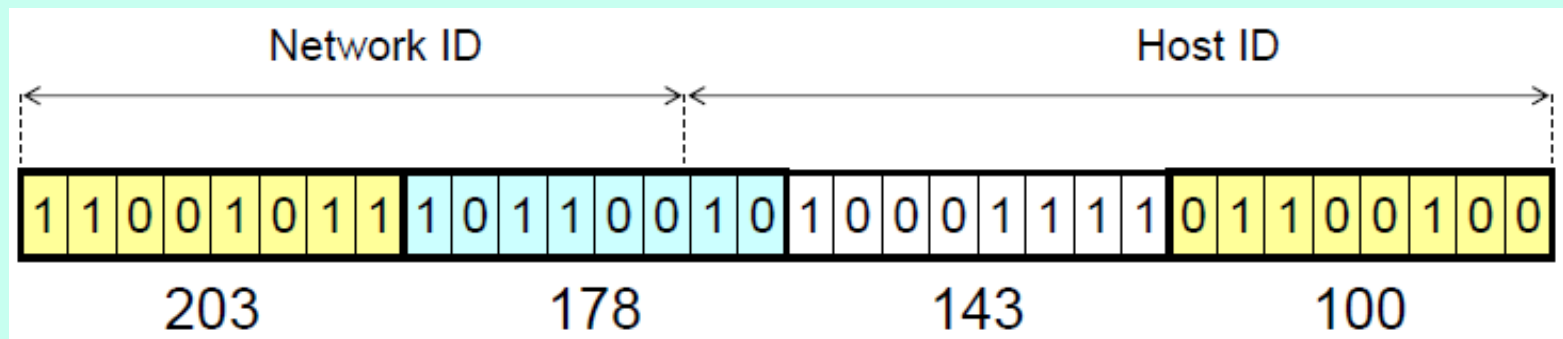 Network ID Host ID
1 1 0 0 1 0 1 1 1 0 1 1 0 0 1 0 1 0 0 0 1 1 1 1 0 1 1 0 0 1 0 0
203 178 143 100